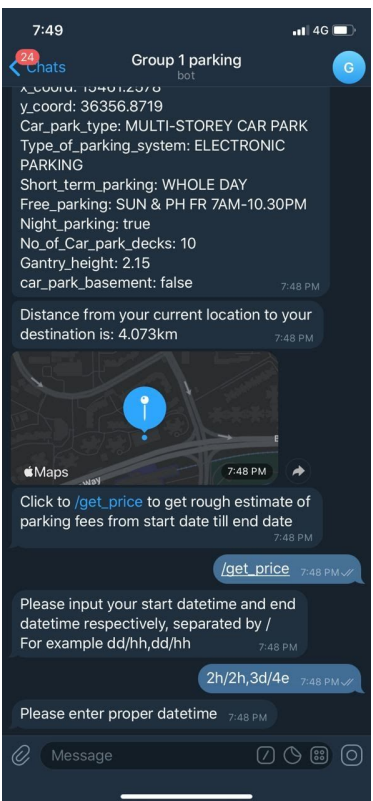 7:49
4G
24
Chats
Group 1 parking
bot
G
y_coord: 36356.8719
Car_park_type: MULTI-STOREY CAR PARK
Type_of_parking_system: ELECTRONIC
PARKING
Short_term_parking: WHOLE DAY
Free_parking: SUN & PH FR 7AM-10.30PM
Night_parking: true
No_of_Car_park_decks: 10
Gantry_height: 2.15
car_park_basement: false
7:48 PM
Distance from your current location to your
destination is: 4.073km
7:48 PM
Maps
Way
E
7:48 PM
Click to /get_price to get rough estimate of
parking fees from start date till end date
7:48 PM
/get_price 7:48 PM
Please input your start datetime and end
datetime respectively, separated by /
For example dd/hh,dd/hh
7:48 PM
2h/2h,3d/4e 7:48 PM
Please enter proper datetime 7:48 PM
Message